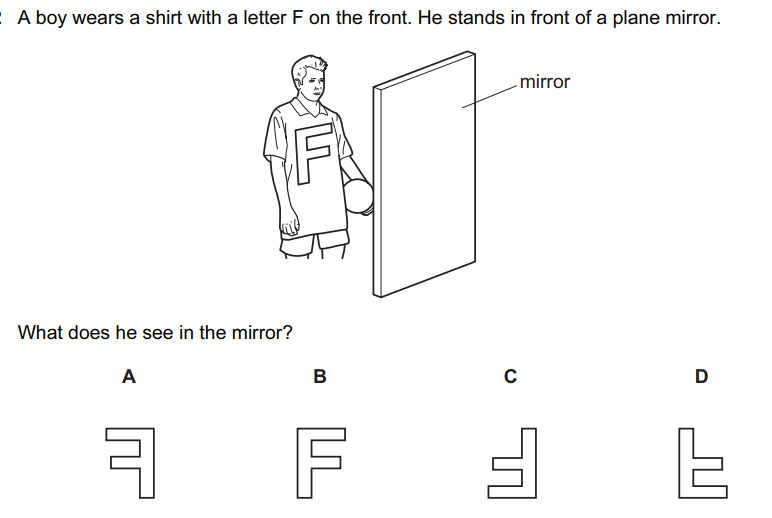 A boy wears a shirt with a letter F on the front. He stands in front of a plane mirror.
mirror
F
What does he see in the mirror?
A B C D
F